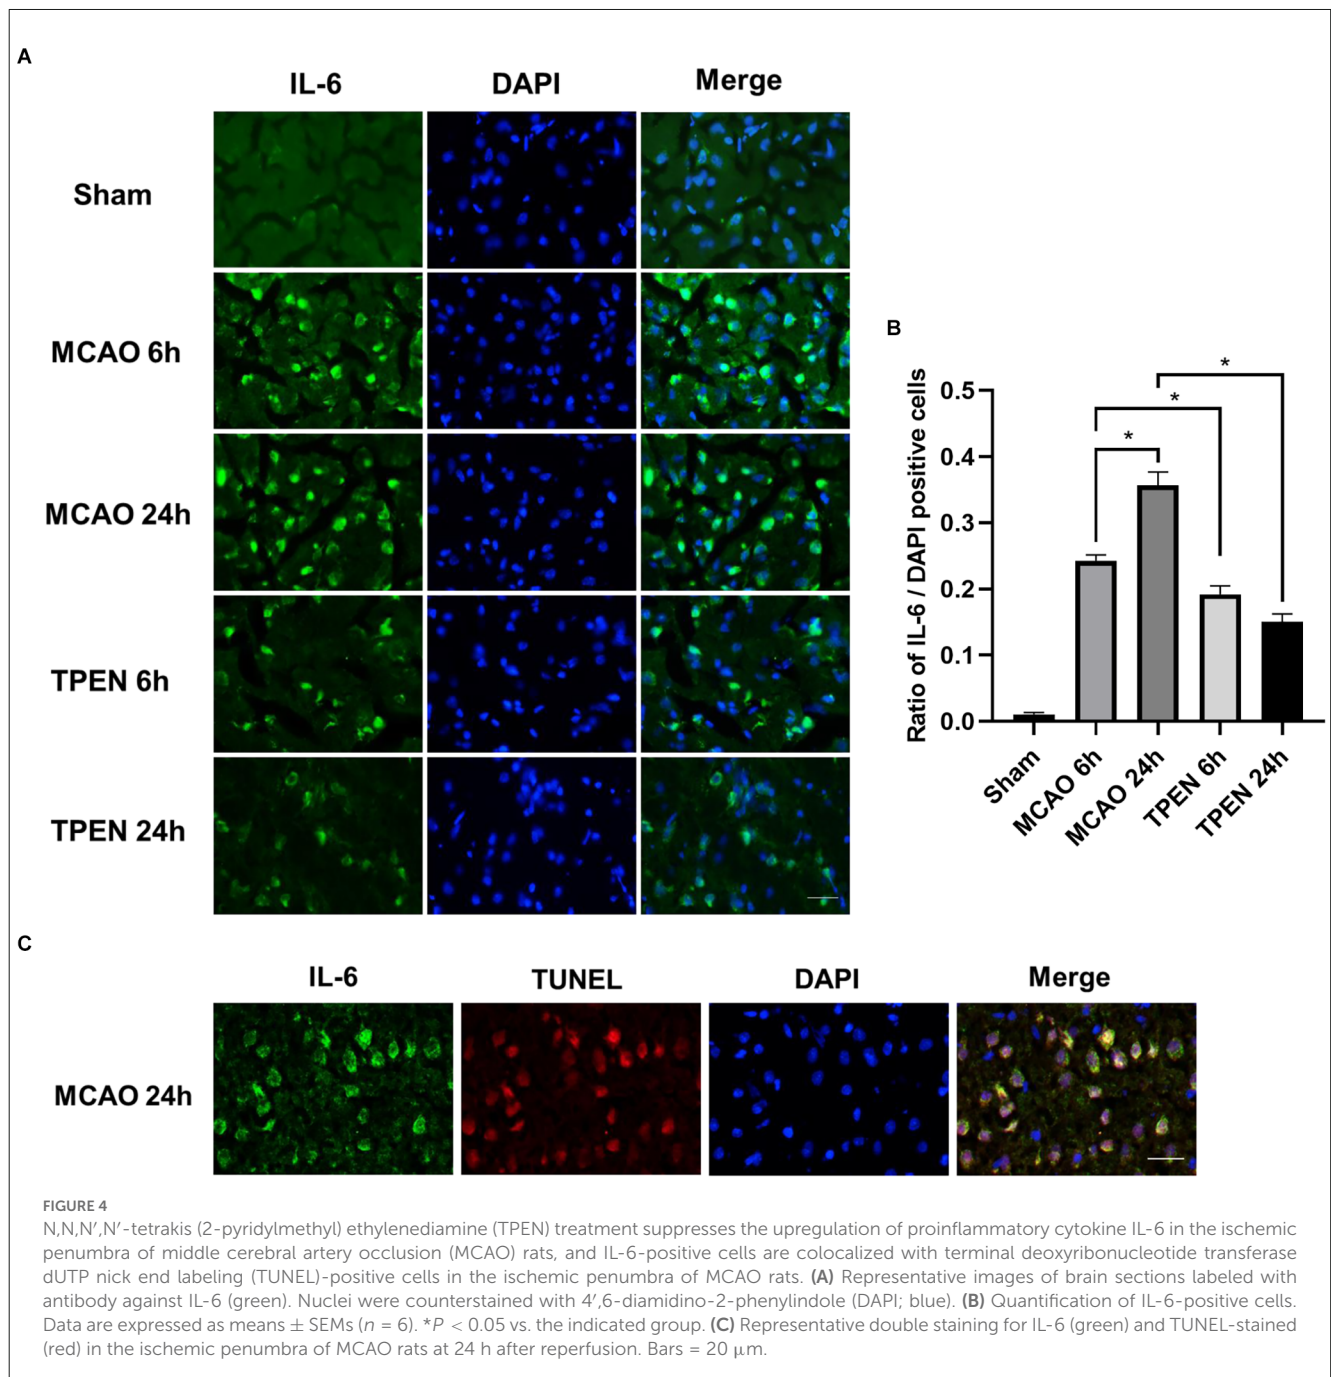 A
IL-6 DAPI Merge
Sham
MCAO 6h
MCAO 24h
TPEN 6h
TPEN 24h
B
Ratio of IL-6 / DAPI positive cells
0.5
0.4
0.3
0.2
0.1
0.0
*
*
*
Sham
MCAO 6h
MCAO 24h
TPEN 6h
TPEN 24h
C
IL-6 TUNEL DAPI Merge
MCAO 24h
FIGURE 4
N,N,N′,N′-tetrakis (2-pyridylmethyl) ethylenediamine (TPEN) treatment suppresses the upregulation of proinflammatory cytokine IL-6 in the ischemic
penumbra of middle cerebral artery occlusion (MCAO) rats, and IL-6-positive cells are colocalized with terminal deoxyribonucleotide transferase
dUTP nick end labeling (TUNEL)-positive cells in the ischemic penumbra of MCAO rats. (A) Representative images of brain sections labeled with
antibody against IL-6 (green). Nuclei were counterstained with 4′,6-diamidino-2-phenylindole (DAPI; blue). (B) Quantification of IL-6-positive cells.
Data are expressed as means ± SEMs (n = 6). *P < 0.05 vs. the indicated group. (C) Representative double staining for IL-6 (green) and TUNEL-stained
(red) in the ischemic penumbra of MCAO rats at 24 h after reperfusion. Bars = 20 μm.